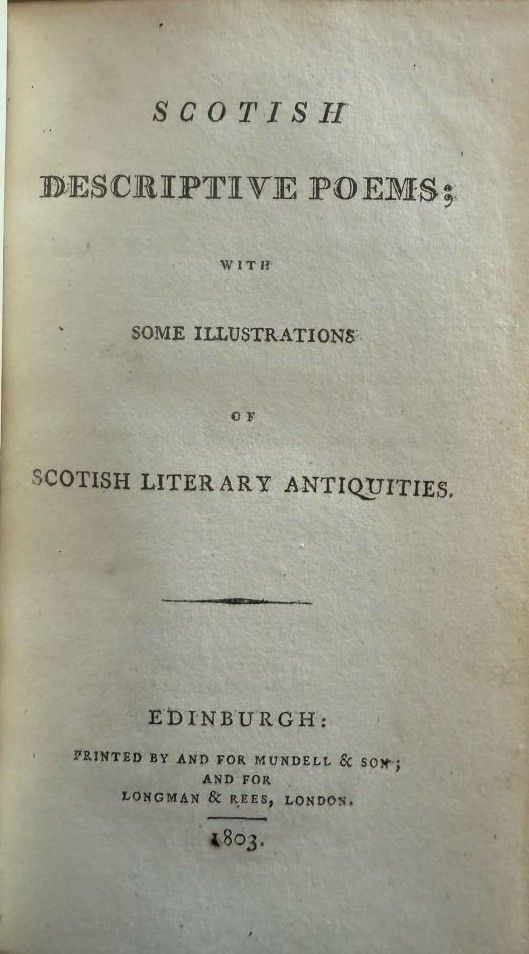 SCOTISH
DESCRIPTIVE POEMS;
WITH
SOME ILLUSTRATIONS
OF
SCOTISH LITERARY ANTIQUITIES.
EDINBURGH:
PRINTED BY AND FOR MUNDELL & SON;
AND FOR
LONGMAN & REES, LONDON.
1803.